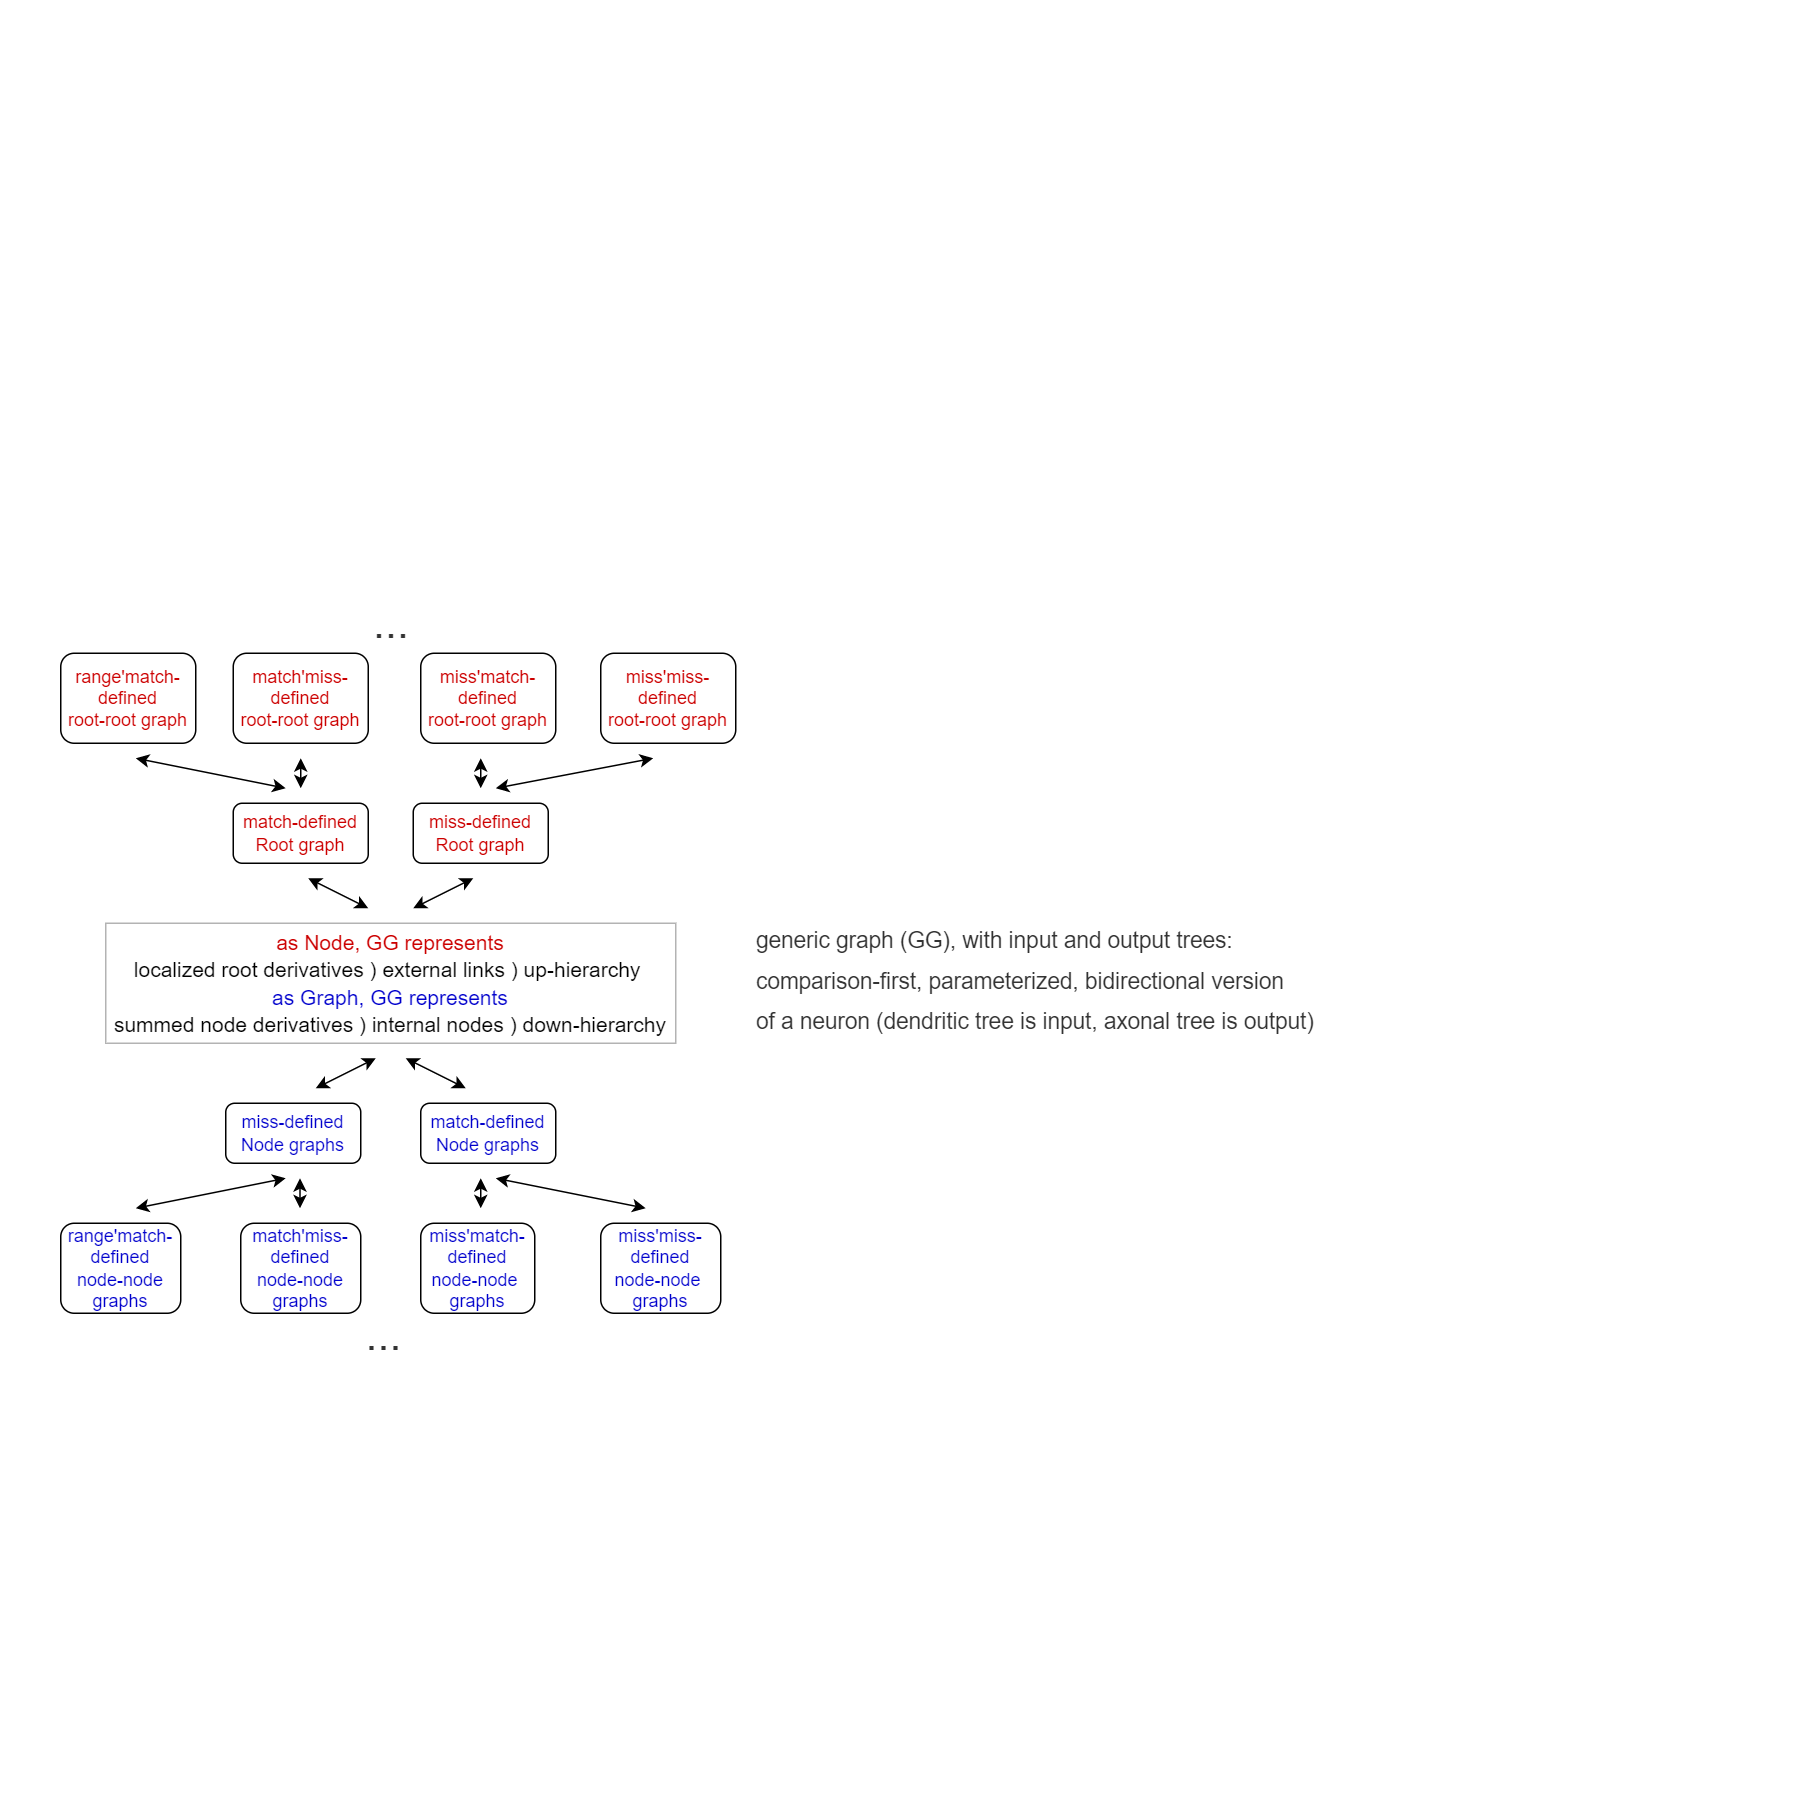 ...
range'match-
defined
root-root graph
match'miss-
defined
root-root graph
miss'match-
defined
root-root graph
miss'miss-
defined
root-root graph
match-defined
Root graph
miss-defined
Root graph
as Node, GG represents
localized root derivatives ) external links ) up-hierarchy
as Graph, GG represents
summed node derivatives ) internal nodes ) down-hierarchy
generic graph (GG), with input and output trees:
comparison-first, parameterized, bidirectional version
of a neuron (dendritic tree is input, axonal tree is output)
miss-defined
Node graphs
match-defined
Node graphs
range'match-
defined
node-node
graphs
match'miss-
defined
node-node
graphs
miss'match-
defined
node-node
graphs
miss'miss-
defined
node-node
graphs
...